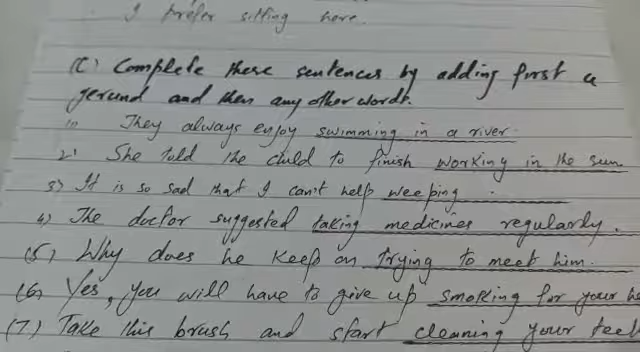 I prefer sitting here.
(C) Complete these sentences by adding first a
gerund and then any other words.
1) They always enjoy swimming in a river.
2) She told the child to finish working in the sun.
3) It is so sad that I can't help weeping.
4) The doctor suggested taking medicines regularly.
(5) Why does he keep on trying to meet him.
(6) Yes, you will have to give up smoking for your
(7) Take this brush and start cleaning your teet